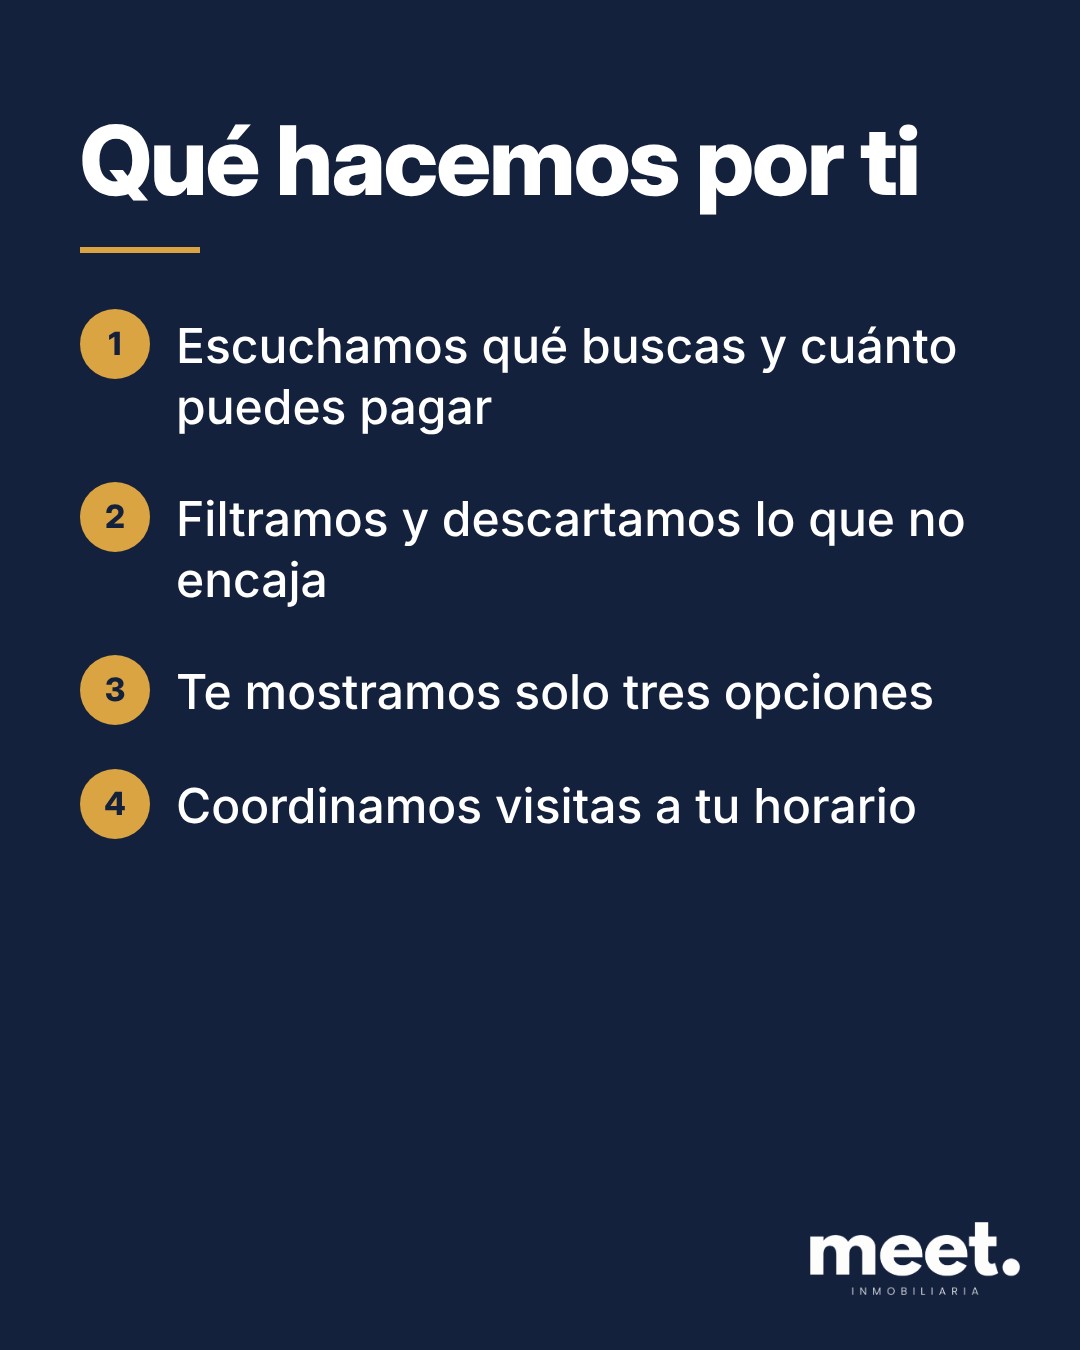 Qué hacemos por ti
1 Escuchamos qué buscas y cuánto
puedes pagar
2 Filtramos y descartamos lo que no
encaja
3 Te mostramos solo tres opciones
4 Coordinamos visitas a tu horario
meet.
INMOBILIARIA